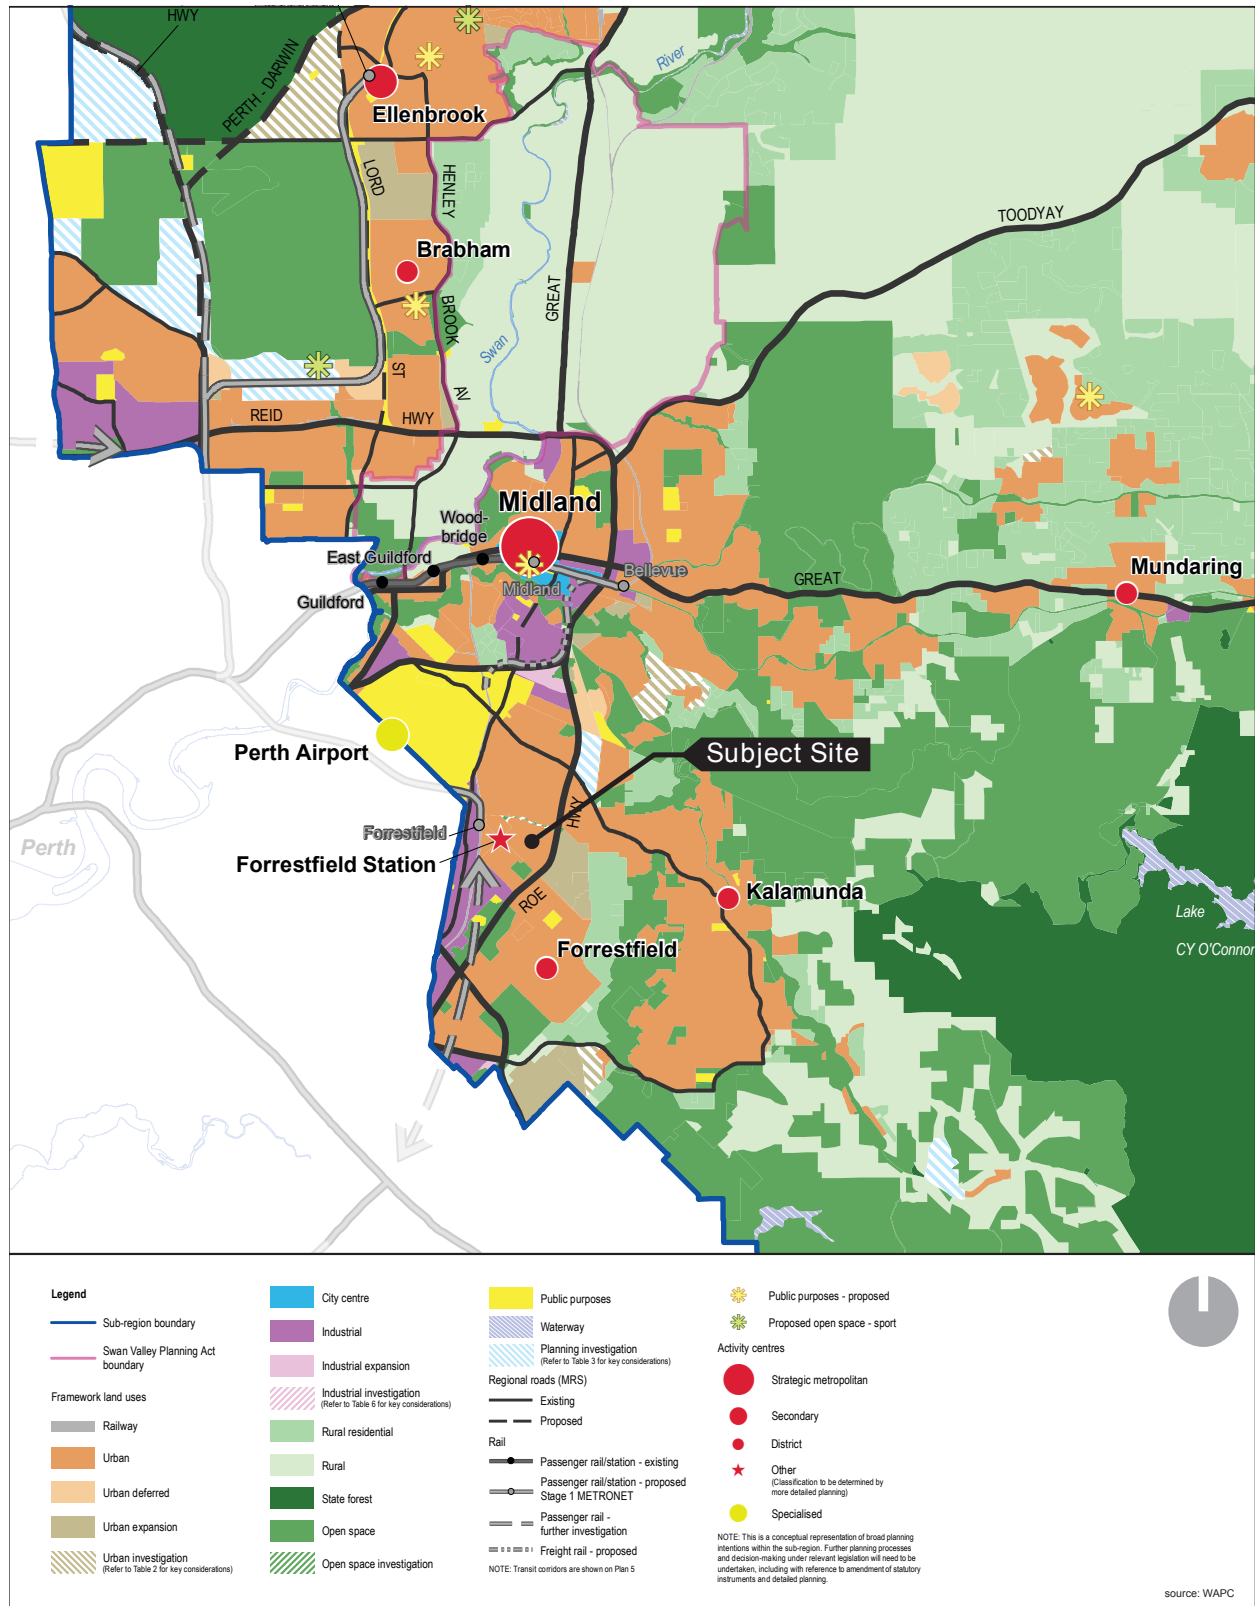 HWY
PERTH - DARWIN
River
Ellenbrook
LORD
HENLEY
TOODYAY
Brabham
GREAT
BROOK
Swan
ST
AV
REID
HWY
Midland
Wood-
bridge
East Guildford
Bellevue
Midland
GREAT
Mundaring
Guildford
Perth Airport
Subject Site
HWY
Forrestfield
Perth
Forrestfield Station
ROE
Kalamunda
Lake
CY O'Connor
Forrestfield
Legend
Sub-region boundary
Swan Valley Planning Act
boundary
Framework land uses
Railway
Urban
Urban deferred
Urban expansion
Urban investigation
(Refer to Table 2 for key considerations)
City centre
Industrial
Industrial expansion
Industrial investigation
(Refer to Table 6 for key considerations)
Rural residential
Rural
State forest
Open space
Open space investigation
Public purposes
Waterway
Planning investigation
(Refer to Table 3 for key considerations)
Regional roads (MRS)
Existing
Proposed
Rail
Passenger rail/station - existing
Passenger rail/station - proposed
Stage 1 METRONET
Passenger rail -
further investigation
Freight rail - proposed
NOTE: Transit corridors are shown on Plan 5
Public purposes - proposed
Proposed open space - sport
Activity centres
Strategic metropolitan
Secondary
District
Other
(Classification to be determined by
more detailed planning)
Specialised
NOTE: This is a conceptual representation of broad planning
intentions within the sub-region. Further planning processes
and decision-making under relevant legislation will need to be
undertaken, including with reference to amendment of statutory
instruments and detailed planning.
source: WAPC